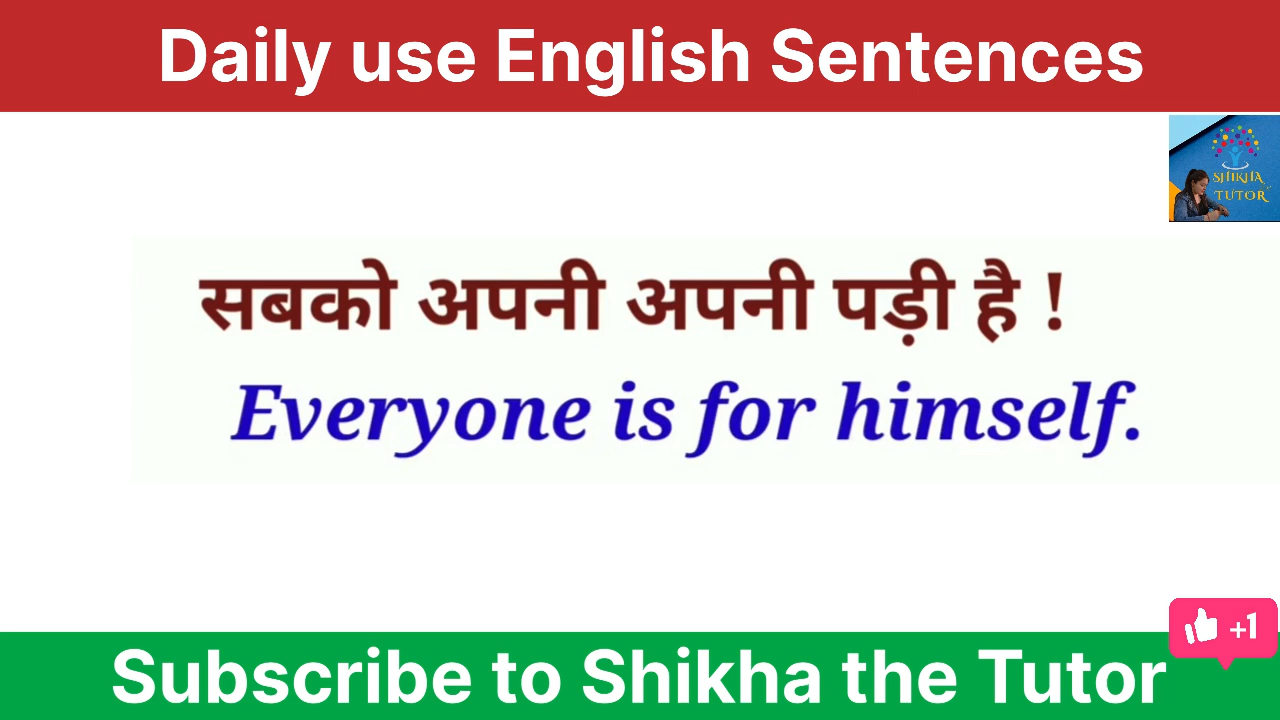 Daily use English Sentences
SHIKHA
TUTOR
सबको अपनी अपनी पड़ी है !
Everyone is for himself.
+1
Subscribe to Shikha the Tutor